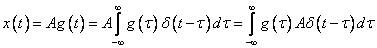 x(t) = Ag(t) = A∫_{-∞}^{∞} g(τ) δ(t-τ)dτ = ∫_{-∞}^{∞} g(τ) Aδ(t-τ)dτ